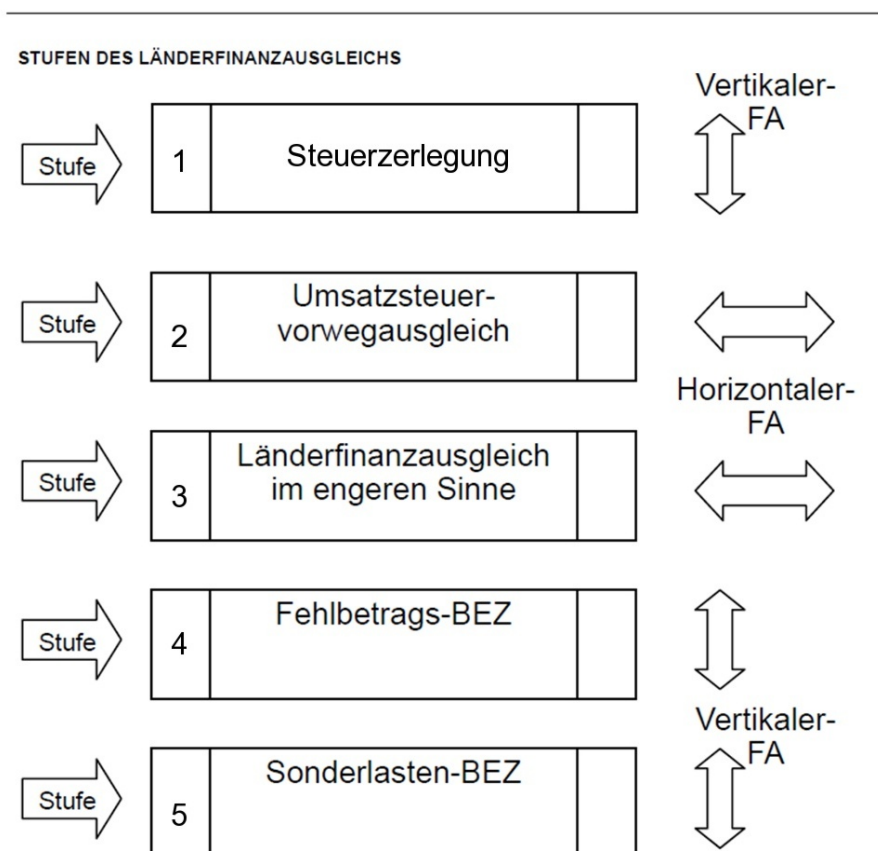 STUFEN DES LÄNDERFINANZAUSGLEICHS
Vertikaler-
FA
Stufe
1
Steuerzerlegung
Stufe
2
Umsatzsteuer-
vorwegausgleich
Horizontaler-
FA
Stufe
3
Länderfinanzausgleich
im engeren Sinne
Stufe
4
Fehlbetrags-BEZ
Vertikaler-
FA
Stufe
5
Sonderlasten-BEZ